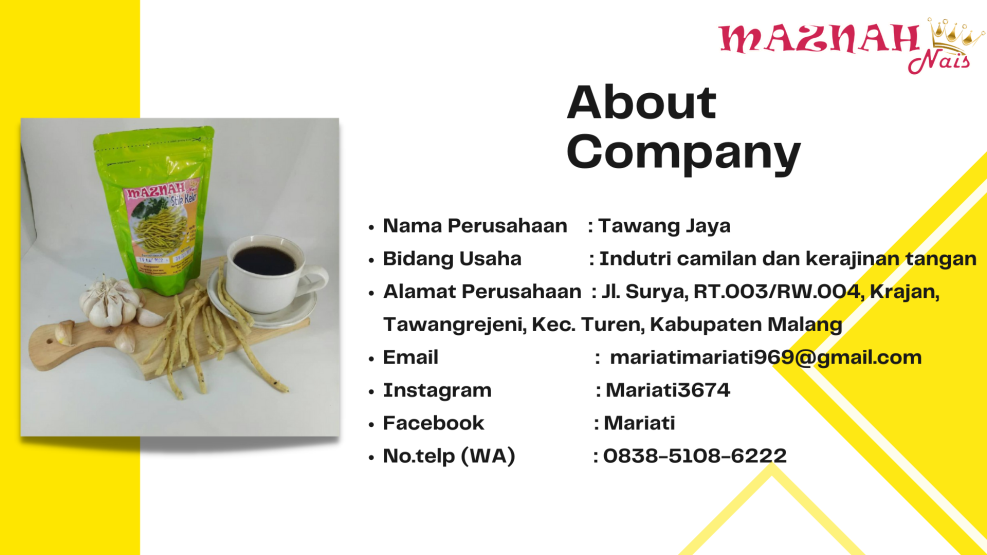 MAZNAH
Nais
About
Company
• Nama Perusahaan : Tawang Jaya
• Bidang Usaha : Indutri camilan dan kerajinan tangan
• Alamat Perusahaan : Jl. Surya, RT.003/RW.004, Krajan,
Tawangrejeni, Kec. Turen, Kabupaten Malang
• Email : mariatimariati969@gmail.com
• Instagram : Mariati3674
• Facebook : Mariati
• No.telp (WA) : 0838-5108-6222
MAZNAH